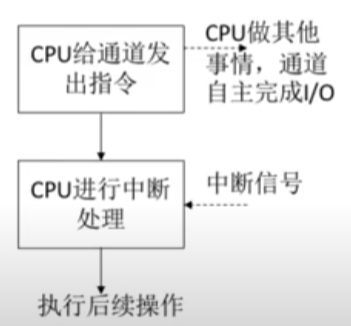 CPU给通道发
出指令
CPU做其他
事情，通道
自主完成I/O
CPU进行中断
处理
中断信号
执行后续操作